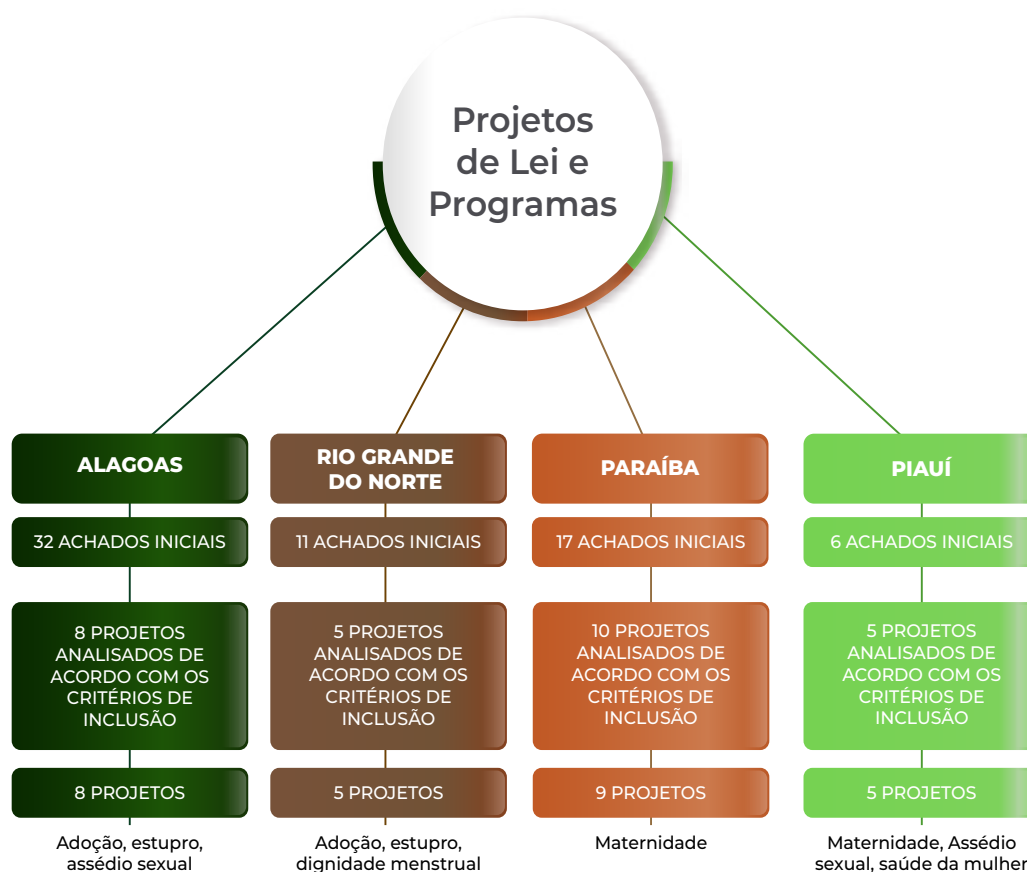 Projetos
de Lei e
Programas
ALAGOAS
32 ACHADOS INICIAIS
8 PROJETOS
ANALISADOS DE
ACORDO COM OS
CRITÉRIOS DE
INCLUSÃO
8 PROJETOS
Adoção, estupro,
assédio sexual
RIO GRANDE
DO NORTE
11 ACHADOS INICIAIS
5 PROJETOS
ANALISADOS DE
ACORDO COM OS
CRITÉRIOS DE
INCLUSÃO
5 PROJETOS
Adoção, estupro,
dignidade menstrual
PARAÍBA
17 ACHADOS INICIAIS
10 PROJETOS
ANALISADOS DE
ACORDO COM OS
CRITÉRIOS DE
INCLUSÃO
9 PROJETOS
Maternidade
PIAUÍ
6 ACHADOS INICIAIS
5 PROJETOS
ANALISADOS DE
ACORDO COM OS
CRITÉRIOS DE
INCLUSÃO
5 PROJETOS
Maternidade, Assédio
sexual, saúde da mulher